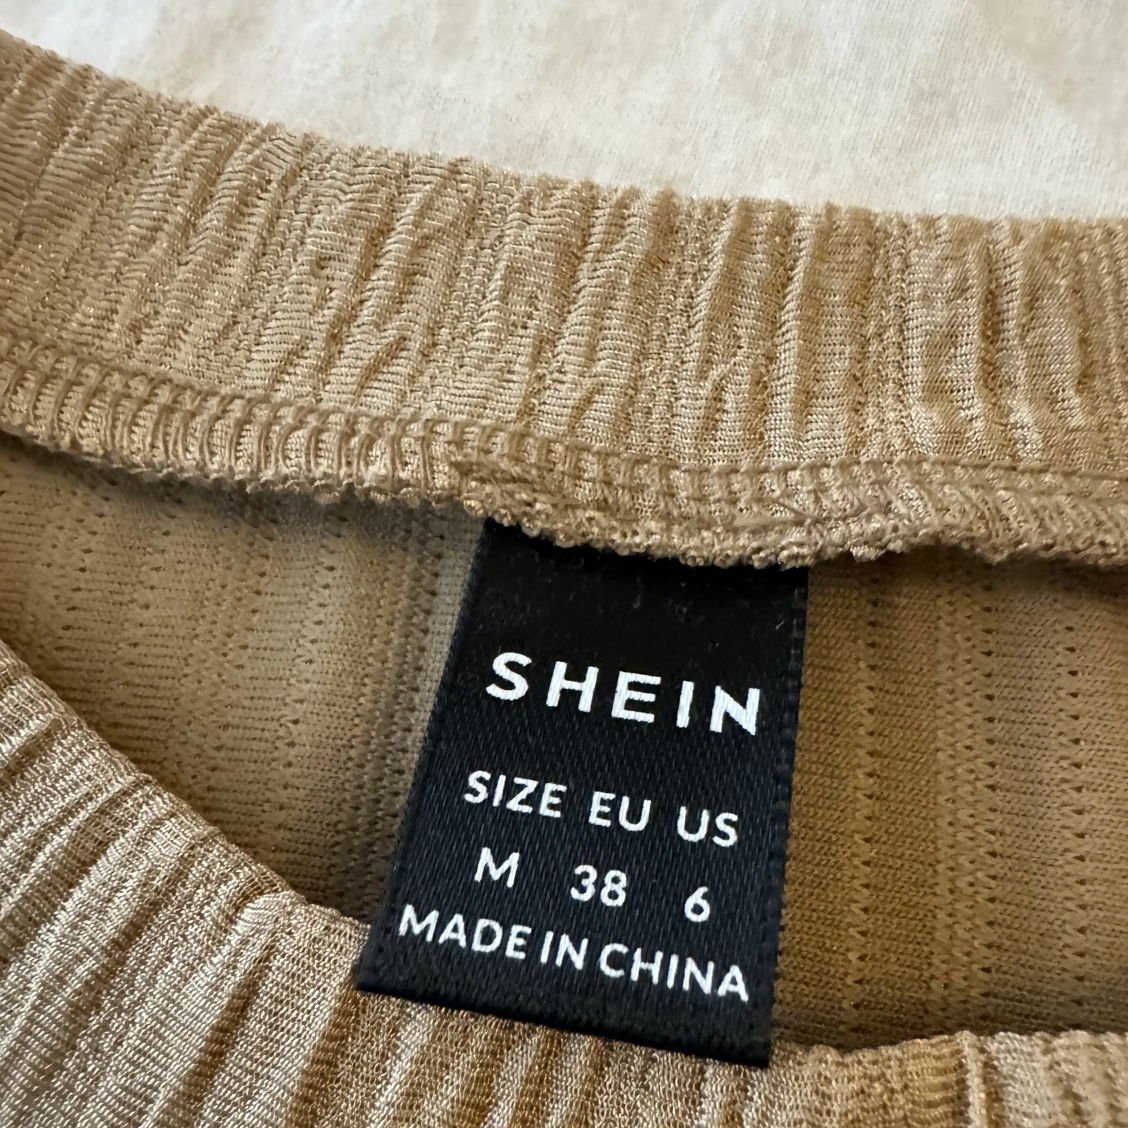 SHEIN
SIZE EU US
M 38 6
MADE IN CHINA